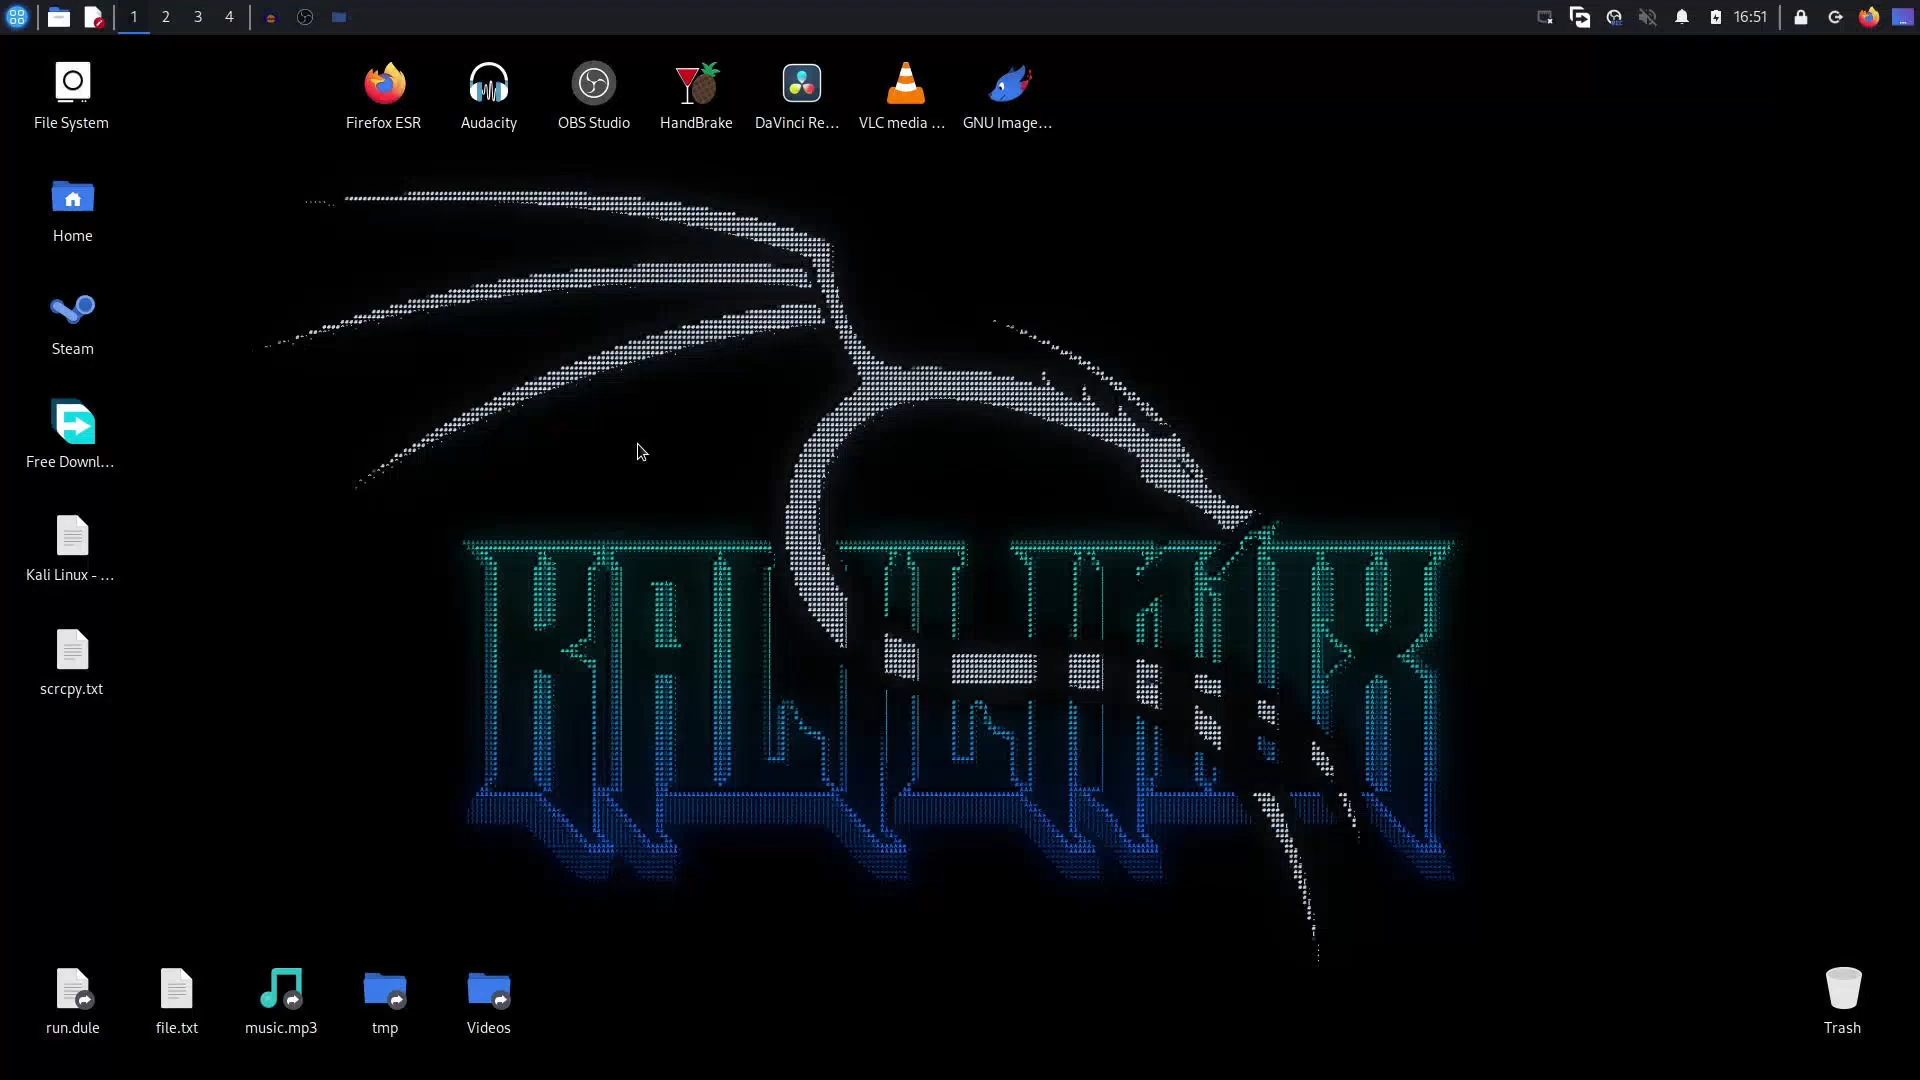 1 2 3 4 16:51
File System Firefox ESR Audacity OBS Studio HandBrake DaVinci Re... VLC media ... GNU Image...
Home
Steam
Free Downl...
Kali Linux - ...
scrcpy.txt
KALI LINUX
run.dule file.txt music.mp3 tmp Videos Trash